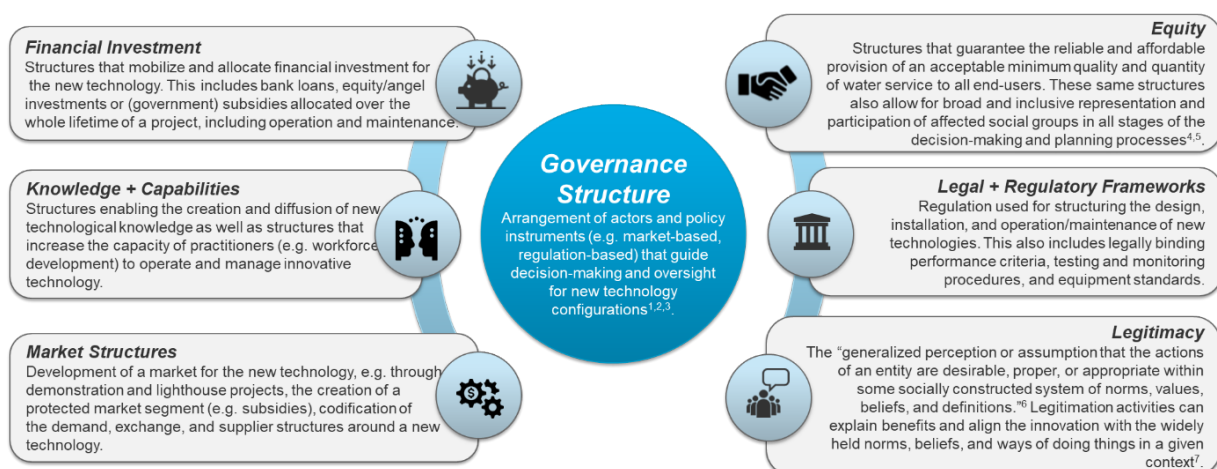 Financial Investment
Structures that mobilize and allocate financial investment for
the new technology. This includes bank loans, equity/angel
investments or (government) subsidies allocated over the
whole lifetime of a project, including operation and maintenance.
Knowledge + Capabilities
Structures enabling the creation and diffusion of new
technological knowledge as well as structures that
increase the capacity of practitioners (e.g. workforce
development) to operate and manage innovative
technology.
Market Structures
Development of a market for the new technology, e.g. through
demonstration and lighthouse projects, the creation of a
protected market segment (e.g. subsidies), codification of
the demand, exchange, and supplier structures around a new
technology.
Governance
Structure
Arrangement of actors and policy
instruments (e.g. market-based,
regulation-based) that guide
decision-making and oversight
for new technology
configurations1,2,3.
Equity
Structures that guarantee the reliable and affordable
provision of an acceptable minimum quality and quantity
of water service to all end-users. These same structures
also allow for broad and inclusive representation and
participation of affected social groups in all stages of the
decision-making and planning processes4,5.
Legal + Regulatory Frameworks
Regulation used for structuring the design,
installation, and operation/maintenance of new
technologies. This also includes legally binding
performance criteria, testing and monitoring
procedures, and equipment standards.
Legitimacy
The “generalized perception or assumption that the actions
of an entity are desirable, proper, or appropriate within
some socially constructed system of norms, values,
beliefs, and definitions.”6 Legitimation activities can
explain benefits and align the innovation with the widely
held norms, beliefs, and ways of doing things in a given
context7.
$